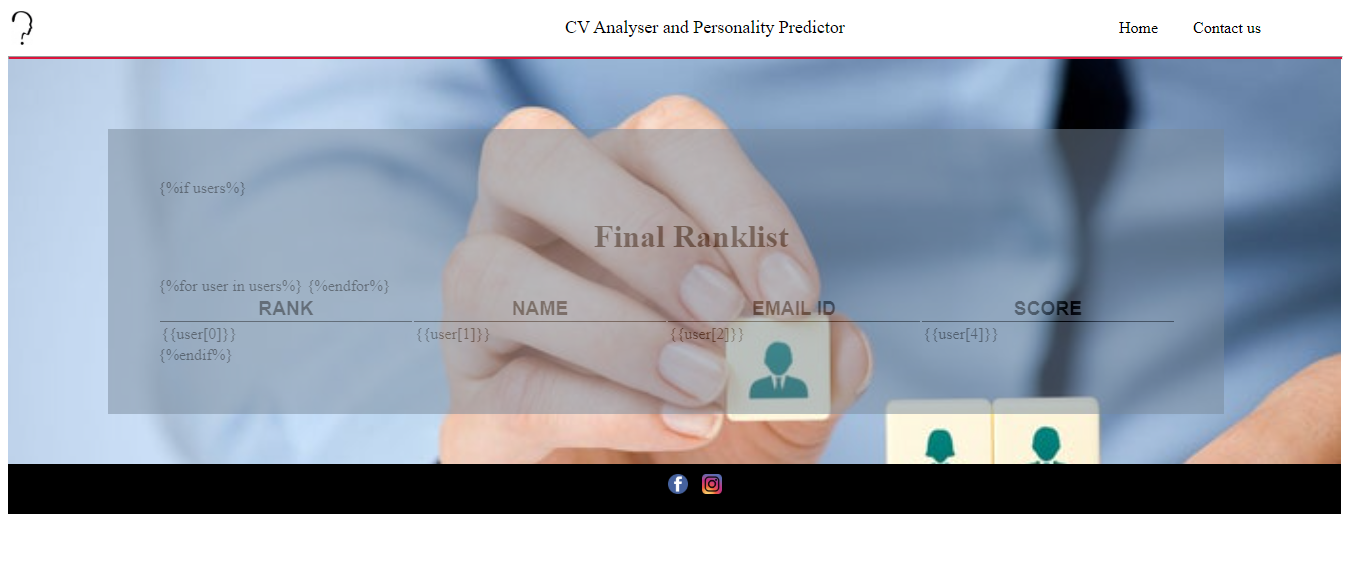 CV Analyser and Personality Predictor Home Contact us
{%if users%}
Final Ranklist
{%for user in users%} {%endfor%}
RANK NAME EMAIL ID SCORE
{{user[0]}} {{user[1]}} {{user[2]}} {{user[4]}}
{%endif%}